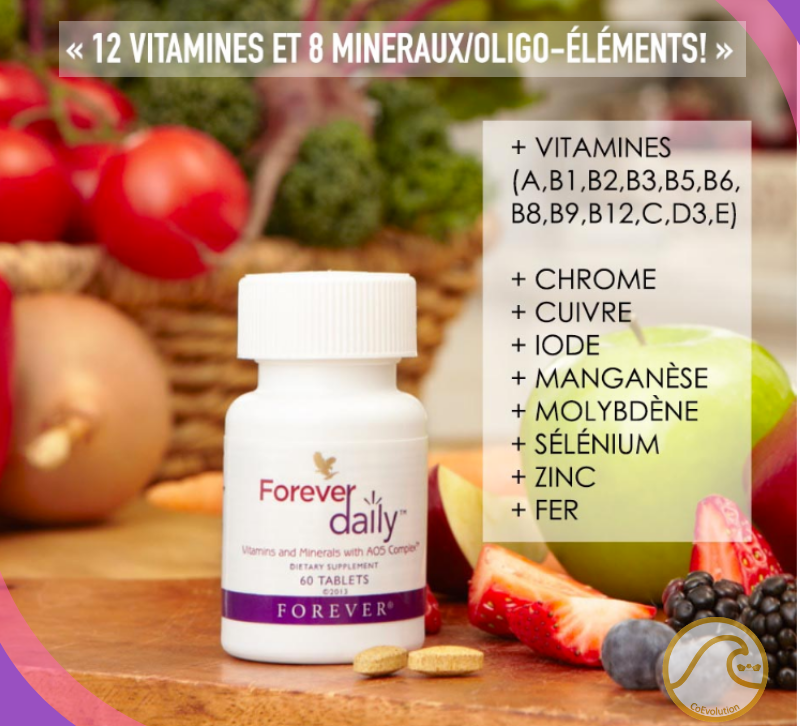 « 12 VITAMINES ET 8 MINERAUX/OLIGO-ÉLÉMENTS! »
+ VITAMINES
(A,B1,B2,B3,B5,B6,
B8,B9,B12,C,D3,E)
+ CHROME
+ CUIVRE
+ IODE
+ MANGANÈSE
+ MOLYBDÈNE
+ SÉLÉNIUM
+ ZINC
+ FER
Forever
daily™
Vitamins and Minerals with AOS Complex™
DIETARY SUPPLEMENT
60 TABLETS
©2013
FOREVER®
CoEvolution